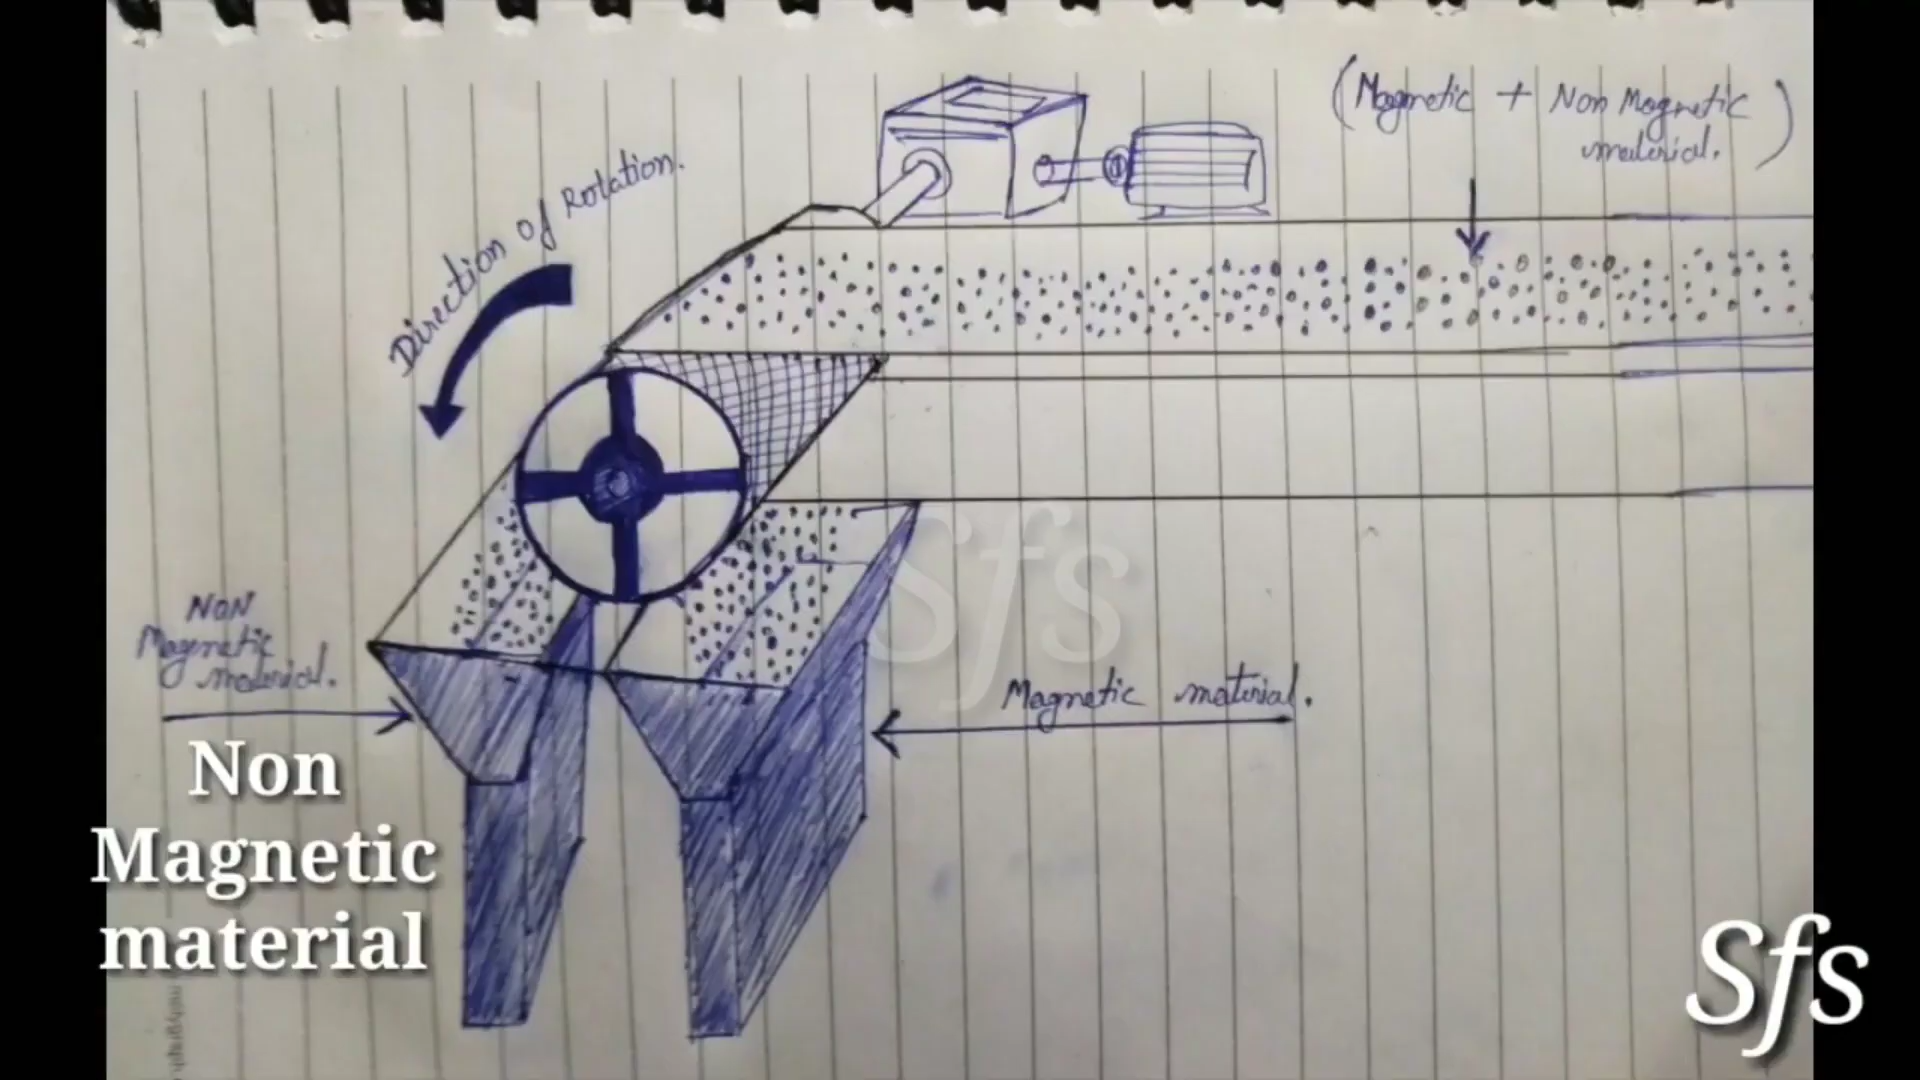 (Magnetic + Non Magnetic
material.)
Direction of Rotation.
NON
Magnetic
material.
Magnetic material.
Non
Magnetic
material
Sfs
Sfs